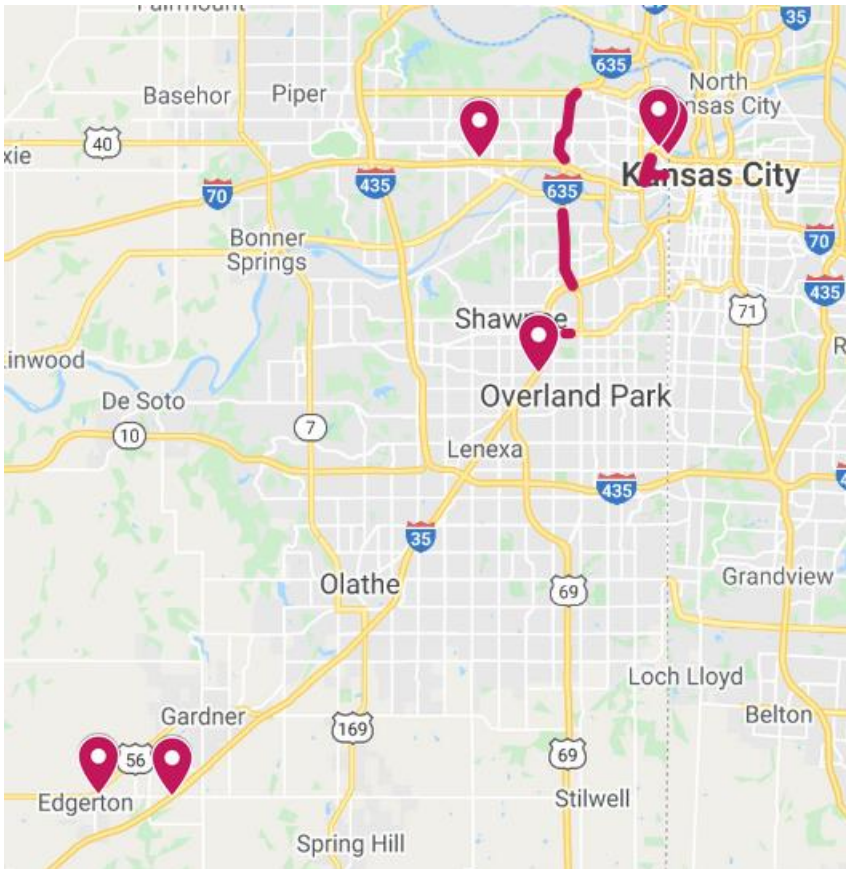 Fairmount
635
35
North
Kansas City
Basehor
Piper
40
435
635
70
Kansas City
Bonner
Springs
70
435
71
Shawnee
Linwood
De Soto
Overland Park
10
7
Lenexa
435
35
Olathe
69
Grandview
Loch Lloyd
Gardner
169
Belton
56
69
Edgerton
Stilwell
Spring Hill